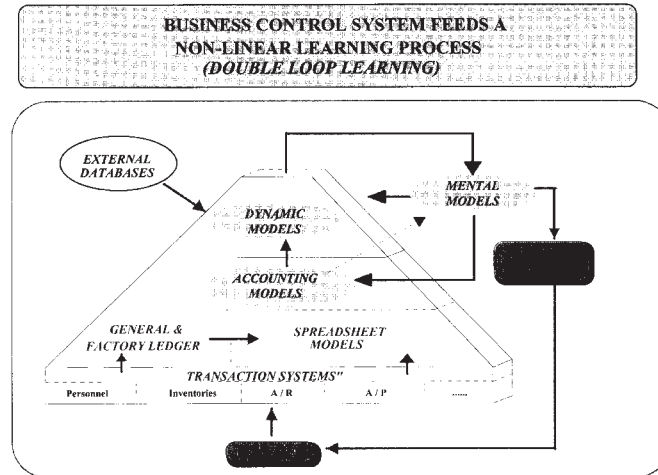 BUSINESS CONTROL SYSTEM FEEDS A
NON-LINEAR LEARNING PROCESS
(DOUBLE LOOP LEARNING)
EXTERNAL
DATABASES
MENTAL
MODELS
DYNAMIC
MODELS
ACCOUNTING
MODELS
GENERAL &
FACTORY LEDGER
SPREADSHEET
MODELS
TRANSACTION SYSTEMS"
Personnel
Inventories
A / R
A / P
......